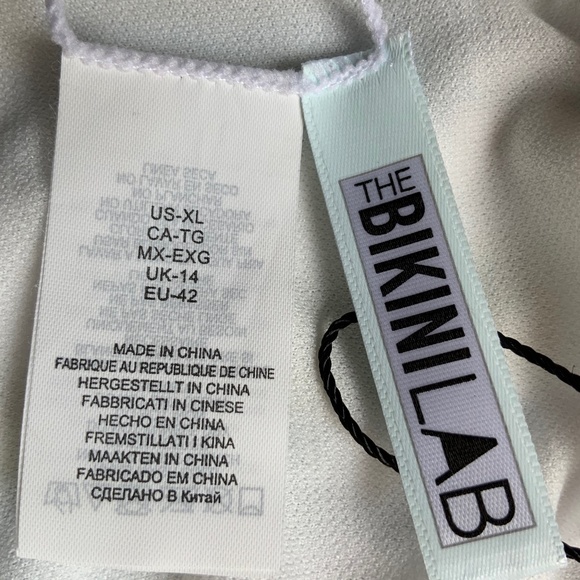 US-XL
CA-TG
MX-EXG
UK-14
EU-42
MADE IN CHINA
FABRIQUE AU REPUBLIQUE DE CHINE
HERGESTELLT IN CHINA
FABBRICATI IN CINESE
HECHO EN CHINA
FREMSTILLATI I KINA
MAAKTEN IN CHINA
FABRICADO EM CHINA
СДЕЛАНО В Китай
THE
BIKINI LAB